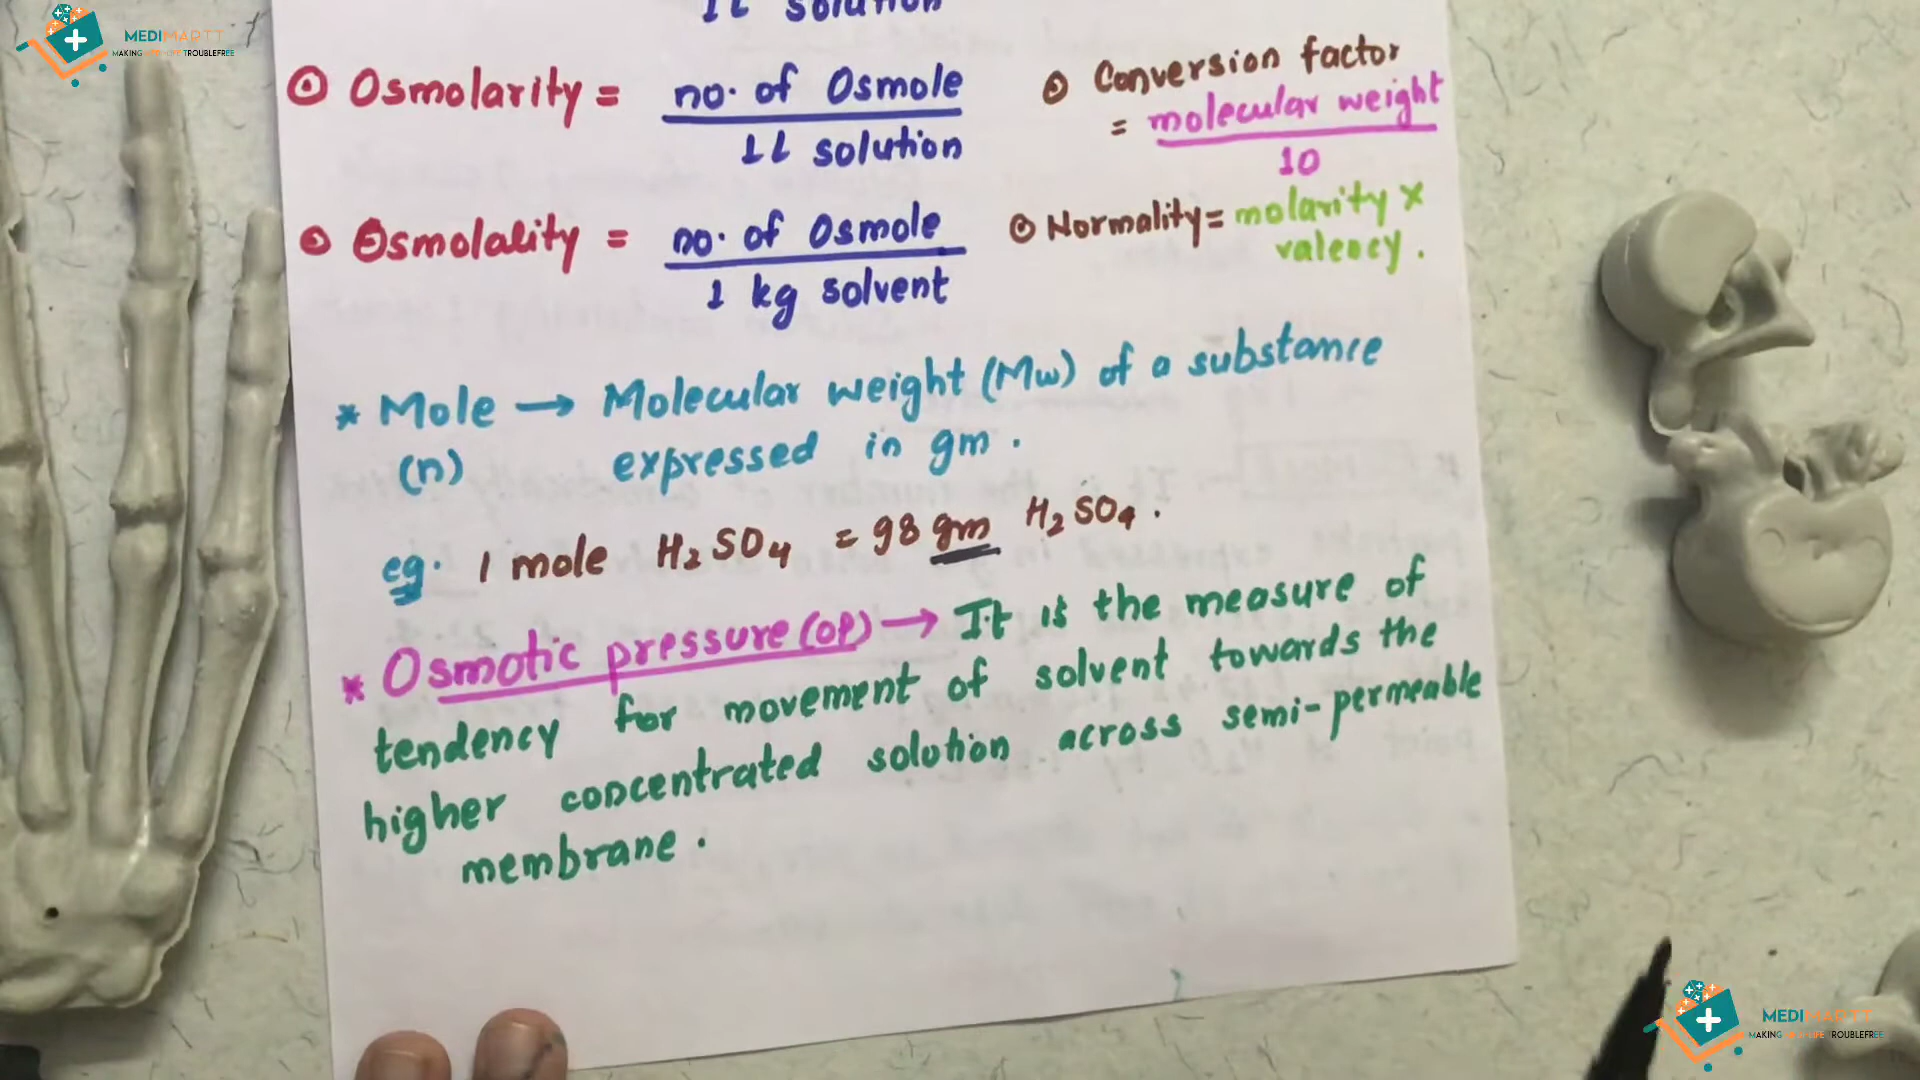 MEDIMARTT
1L solution
Osmolarity = no. of Osmole
1L solution
Conversion factor
= molecular weight
10
Osmolality = no. of Osmole
1 kg solvent
Normality = molarity ×
valency.
* Mole → Molecular weight (Mw) of a substance
(n) expressed in gm.
eg. 1 mole H₂SO₄ = 98 gm H₂SO₄.
* Osmotic pressure (OP) → It is the measure of
tendency for movement of solvent towards the
higher concentrated solution across semi-permeable
membrane.
MEDIMARTT